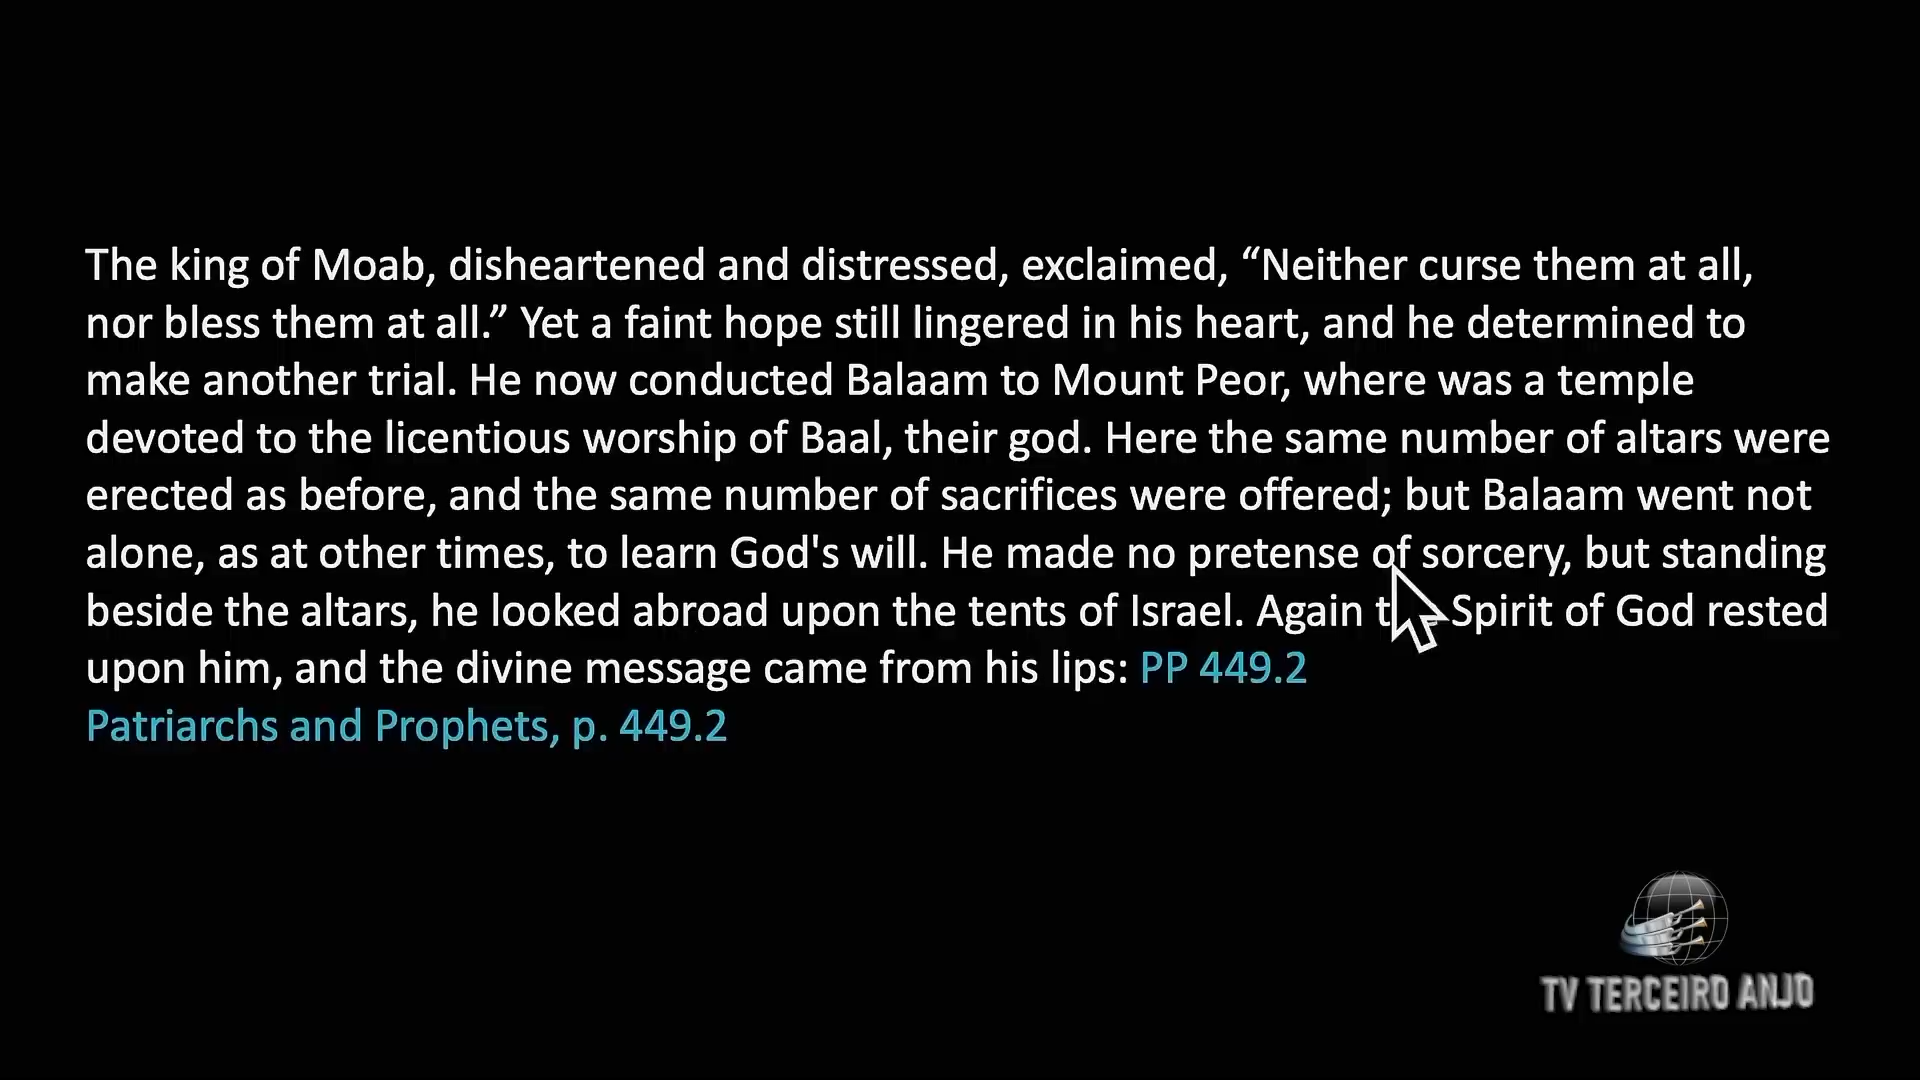 The king of Moab, disheartened and distressed, exclaimed, “Neither curse them at all,
nor bless them at all.” Yet a faint hope still lingered in his heart, and he determined to
make another trial. He now conducted Balaam to Mount Peor, where was a temple
devoted to the licentious worship of Baal, their god. Here the same number of altars were
erected as before, and the same number of sacrifices were offered; but Balaam went not
alone, as at other times, to learn God's will. He made no pretense of sorcery, but standing
beside the altars, he looked abroad upon the tents of Israel. Again the Spirit of God rested
upon him, and the divine message came from his lips: PP 449.2
Patriarchs and Prophets, p. 449.2
TV TERCEIRO ANJO